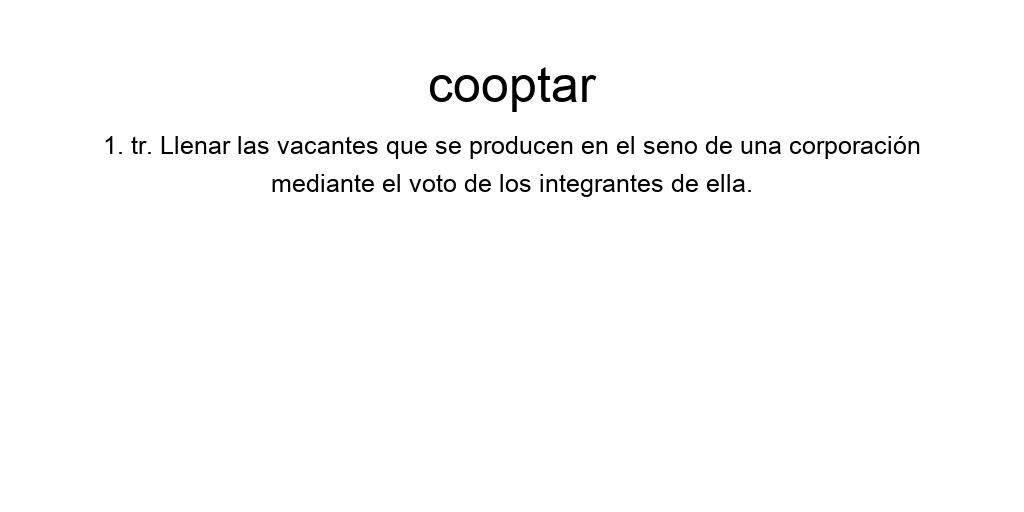 cooptar
1. tr. Llenar las vacantes que se producen en el seno de una corporación
mediante el voto de los integrantes de ella.